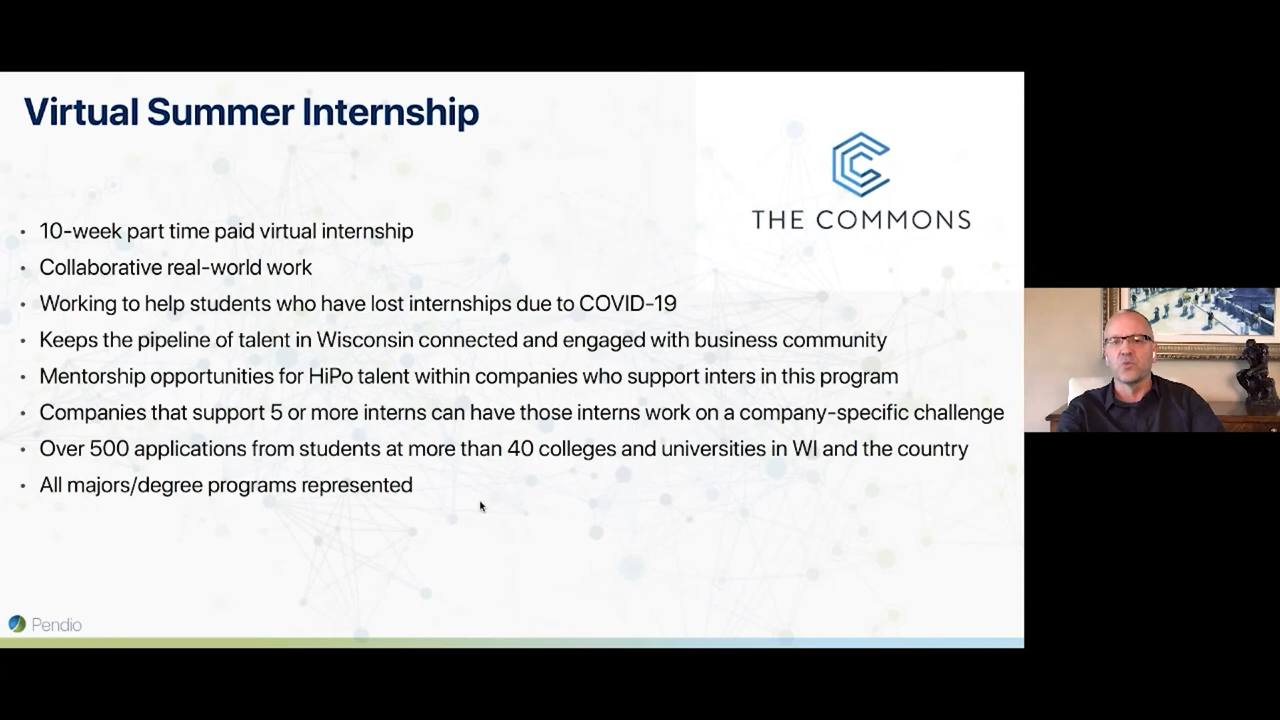 Virtual Summer Internship
THE COMMONS
• 10-week part time paid virtual internship
• Collaborative real-world work
• Working to help students who have lost internships due to COVID-19
• Keeps the pipeline of talent in Wisconsin connected and engaged with business community
• Mentorship opportunities for HiPo talent within companies who support inters in this program
• Companies that support 5 or more interns can have those interns work on a company-specific challenge
• Over 500 applications from students at more than 40 colleges and universities in WI and the country
• All majors/degree programs represented
Pendio